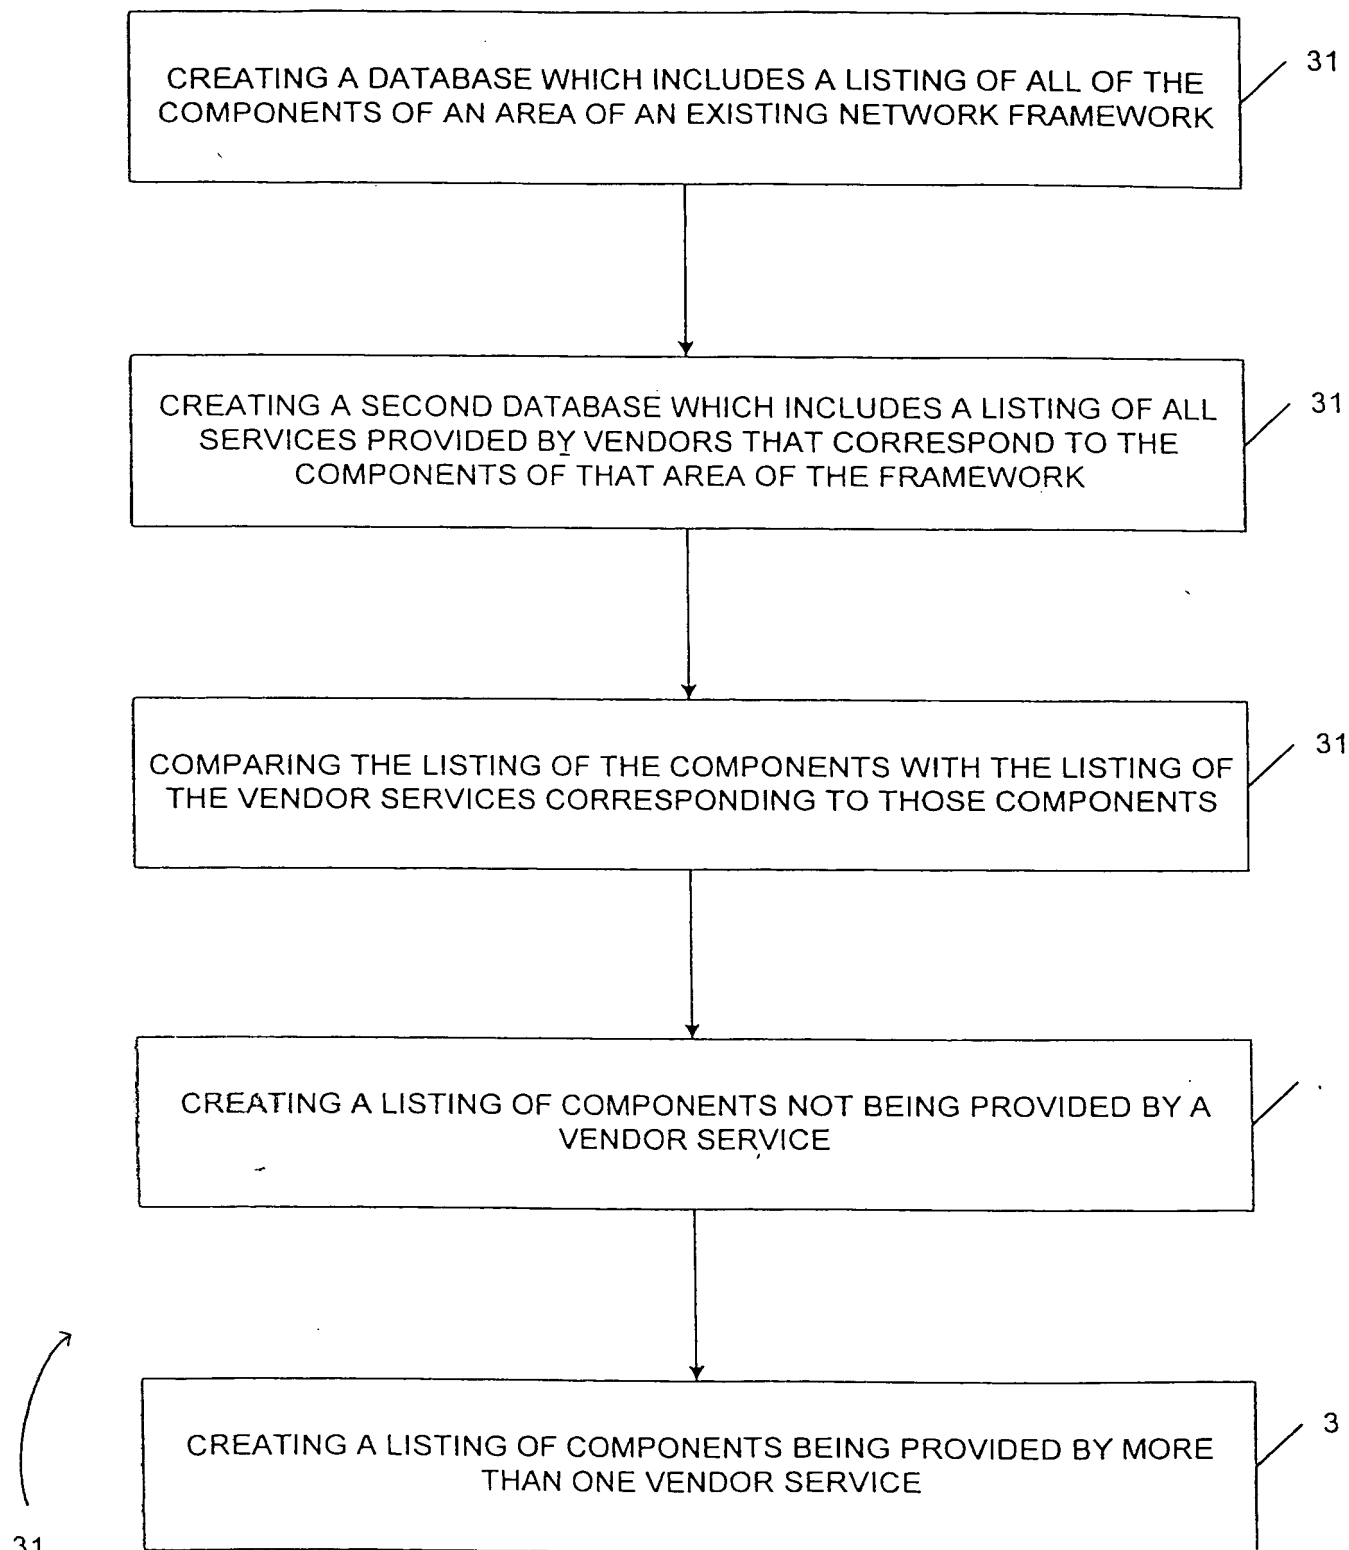 CREATING A DATABASE WHICH INCLUDES A LISTING OF ALL OF THE
COMPONENTS OF AN AREA OF AN EXISTING NETWORK FRAMEWORK
31
CREATING A SECOND DATABASE WHICH INCLUDES A LISTING OF ALL
SERVICES PROVIDED BY VENDORS THAT CORRESPOND TO THE
COMPONENTS OF THAT AREA OF THE FRAMEWORK
31
COMPARING THE LISTING OF THE COMPONENTS WITH THE LISTING OF
THE VENDOR SERVICES CORRESPONDING TO THOSE COMPONENTS
31
CREATING A LISTING OF COMPONENTS NOT BEING PROVIDED BY A
VENDOR SERVICE
CREATING A LISTING OF COMPONENTS BEING PROVIDED BY MORE
THAN ONE VENDOR SERVICE
3
31